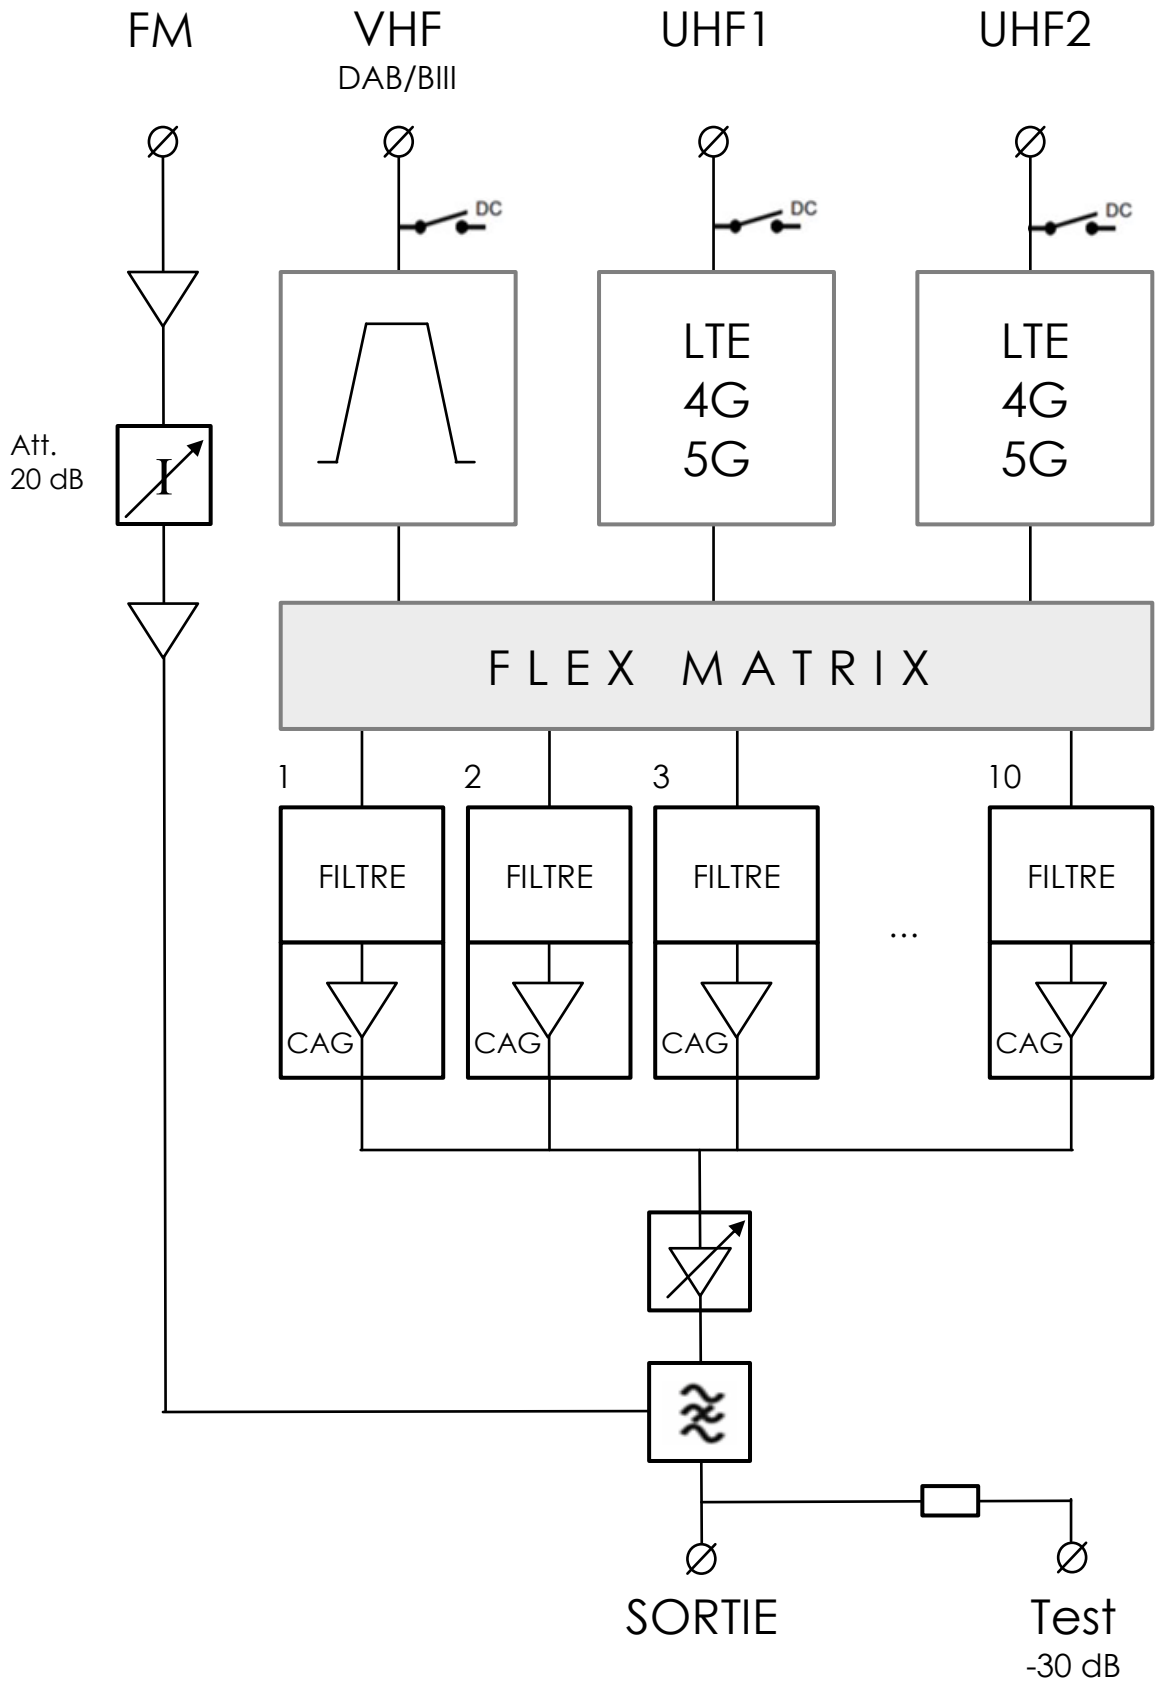 FM
VHF
UHF1
UHF2
DAB/BIII
DC
DC
DC
LTE
4G
5G
LTE
4G
5G
Att.
20 dB
I
FLEX MATRIX
1
2
3
10
FILTRE
FILTRE
FILTRE
FILTRE
...
CAG
CAG
CAG
CAG
SORTIE
Test
-30 dB